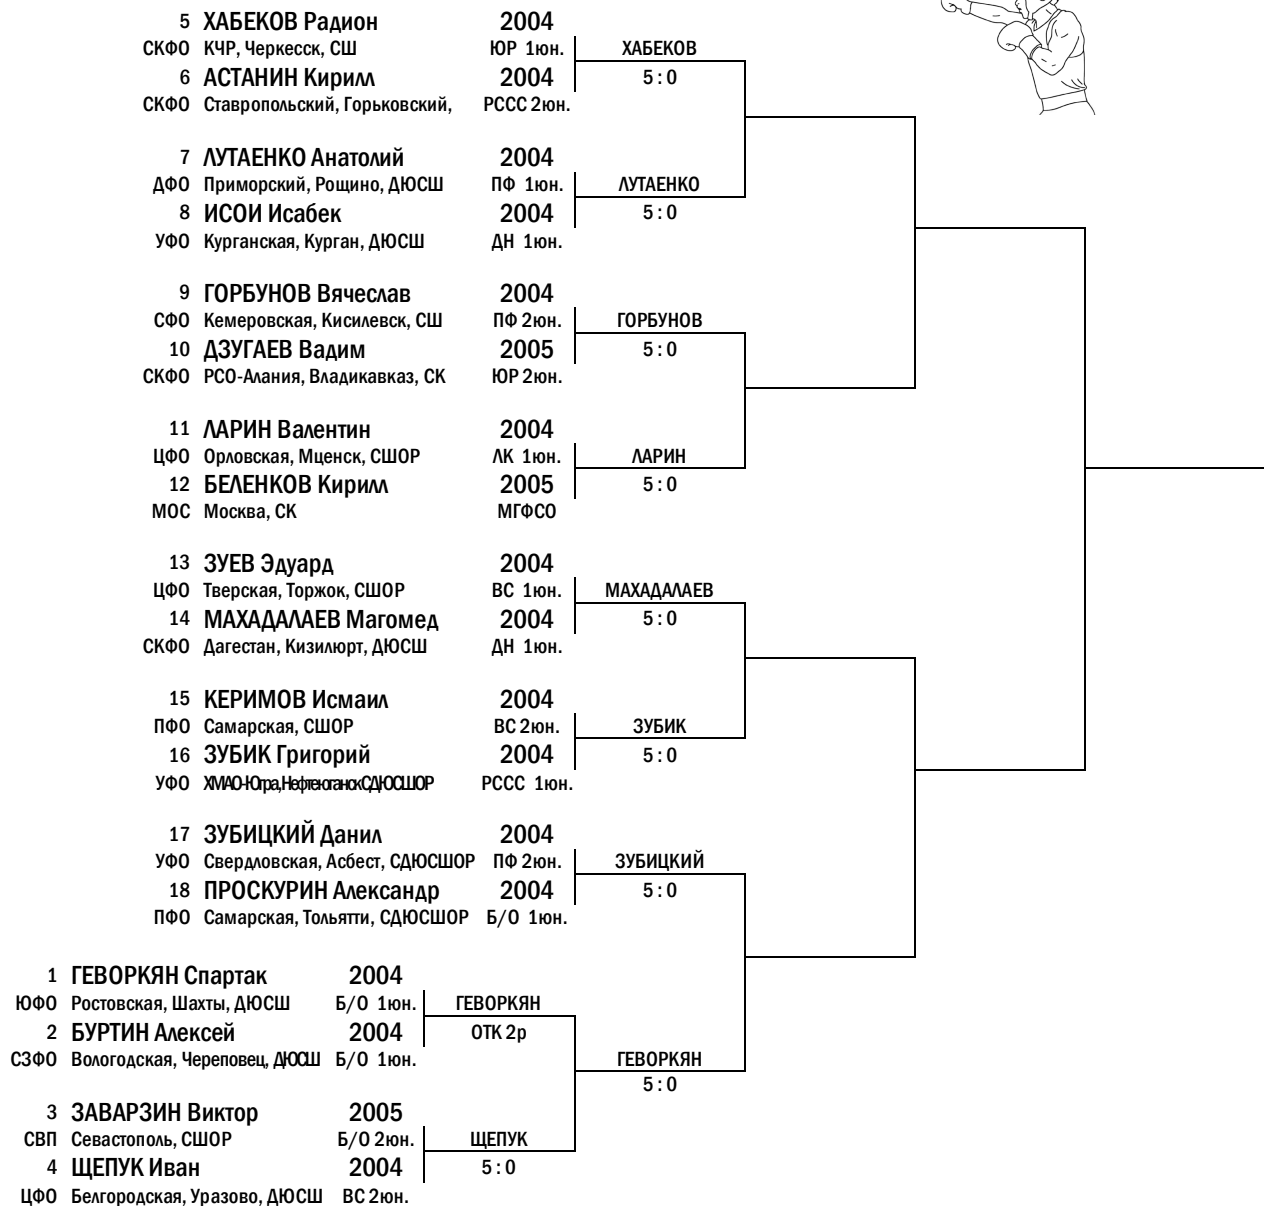 5 ХАБЕКОВ Радион 2004
СКФО КЧР, Черкесск, СШ ЮР 1юн. ХАБЕКОВ
6 АСТАНИН Кирилл 2004 5 : 0
СКФО Ставропольский, Горьковский, РССС 2юн.
7 ЛУТАЕНКО Анатолий 2004
ДФО Приморский, Рощино, ДЮСШ ПФ 1юн. ЛУТАЕНКО
8 ИСОИ Исабек 2004 5 : 0
УФО Курганская, Курган, ДЮСШ ДН 1юн.
9 ГОРБУНОВ Вячеслав 2004
СФО Кемеровская, Кисилевск, СШ ПФ 2юн. ГОРБУНОВ
10 ДЗУГАЕВ Вадим 2005 5 : 0
СКФО РСО-Алания, Владикавказ, СК ЮР 2юн.
11 ЛАРИН Валентин 2004
ЦФО Орловская, Мценск, СШОР ЛК 1юн. ЛАРИН
12 БЕЛЕНКОВ Кирилл 2005 5 : 0
МОС Москва, СК МГФСО
13 ЗУЕВ Эдуард 2004
ЦФО Тверская, Торжок, СШОР ВС 1юн. МАХАДАЛАЕВ
14 МАХАДАЛАЕВ Магомед 2004 5 : 0
СКФО Дагестан, Кизилюрт, ДЮСШ ДН 1юн.
15 КЕРИМОВ Исмаил 2004
ПФО Самарская, СШОР ВС 2юн. ЗУБИК
16 ЗУБИК Григорий 2004 5 : 0
УФО ХМАО-Югра, Нефтеюганск СДЮСШОР РССС 1юн.
17 ЗУБИЦКИЙ Данил 2004
УФО Свердловская, Асбест, СДЮСШОР ПФ 2юн. ЗУБИЦКИЙ
18 ПРОСКУРИН Александр 2004 5 : 0
ПФО Самарская, Тольятти, СДЮСШОР Б/О 1юн.
1 ГЕВОРКЯН Спартак 2004
ЮФО Ростовская, Шахты, ДЮСШ Б/О 1юн. ГЕВОРКЯН
2 БУРТИН Алексей 2004 ОТК 2р
СЗФО Вологодская, Череповец, ДЮСШ Б/О 1юн. ГЕВОРКЯН
5 : 0
3 ЗАВАРЗИН Виктор 2005
СВП Севастополь, СШОР Б/О 2юн. ЩЕПУК
4 ЩЕПУК Иван 2004 5 : 0
ЦФО Белгородская, Уразово, ДЮСШ ВС 2юн.